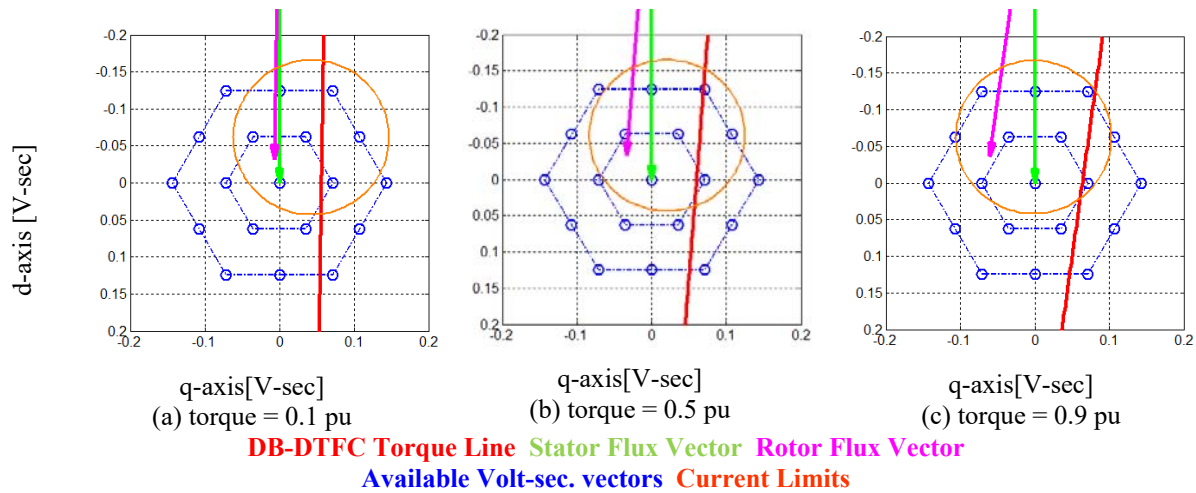 -0.2
-0.15
-0.1
-0.05
0
0.05
0.1
0.15
0.2
-0.2 -0.1 0 0.1 0.2
-0.2
-0.15
-0.1
-0.05
0
0.05
0.1
0.15
0.2
-0.2 -0.1 0 0.1 0.2
-0.2
-0.15
-0.1
-0.05
0
0.05
0.1
0.15
0.2
-0.2 -0.1 0 0.1 0.2
d-axis [V-sec]
q-axis[V-sec]
(a) torque = 0.1 pu
q-axis[V-sec]
(b) torque = 0.5 pu
q-axis[V-sec]
(c) torque = 0.9 pu
DB-DTFC Torque Line Stator Flux Vector Rotor Flux Vector
Available Volt-sec. vectors Current Limits